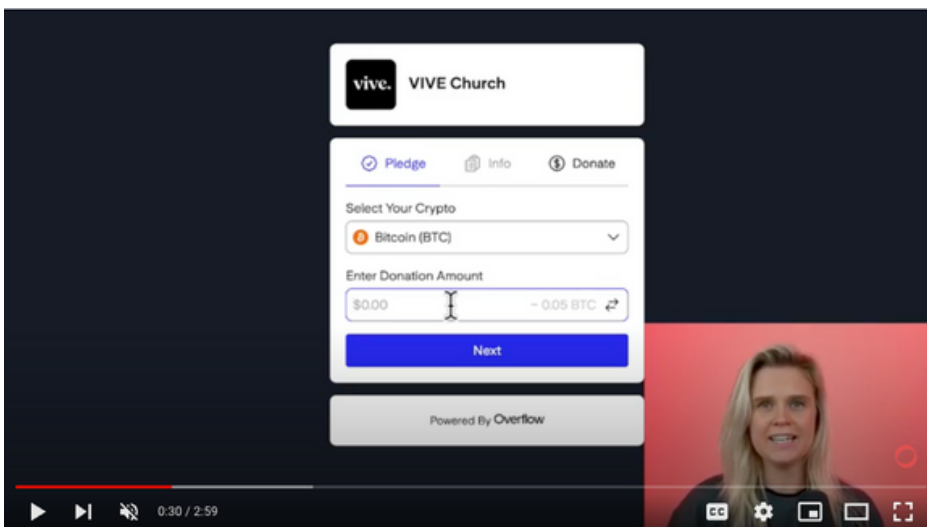 vive.
VIVE Church
Pledge
Info
Donate
Select Your Crypto
Bitcoin (BTC)
Enter Donation Amount
$0.00
~ 0.05 BTC
Next
Powered By Overflow
0:30 / 2:59
CC